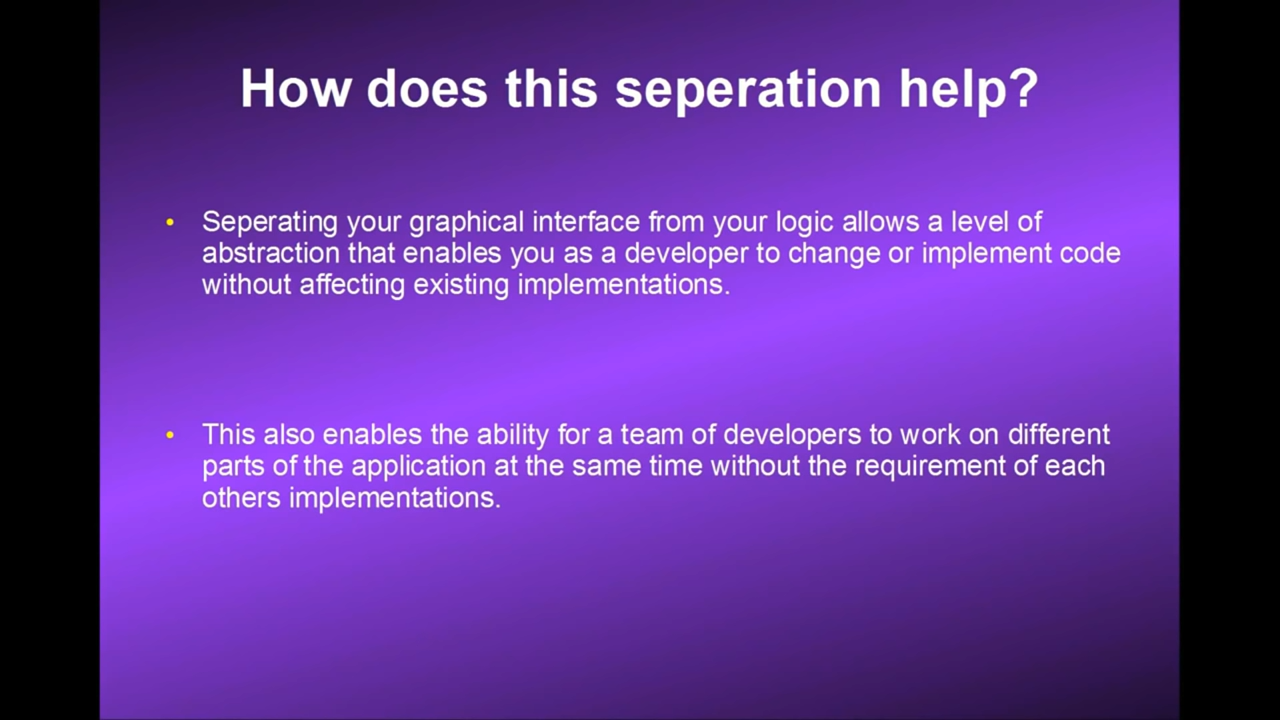 How does this seperation help?
• Seperating your graphical interface from your logic allows a level of
abstraction that enables you as a developer to change or implement code
without affecting existing implementations.
• This also enables the ability for a team of developers to work on different
parts of the application at the same time without the requirement of each
others implementations.